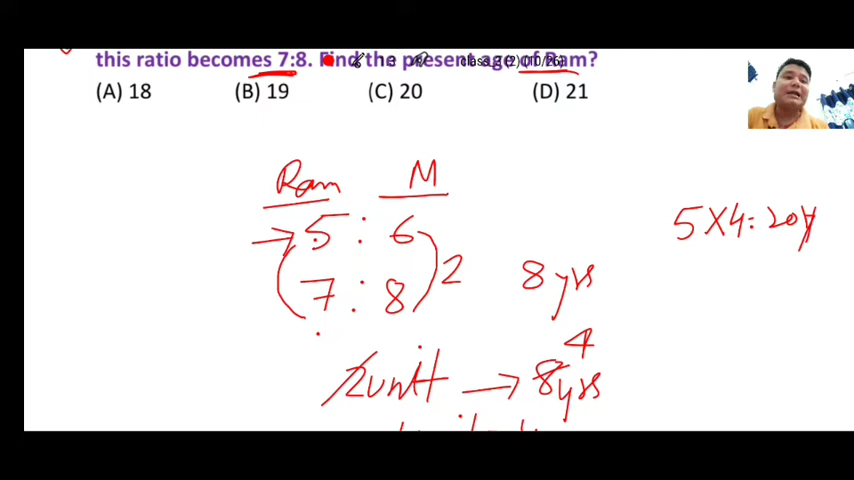 this ratio becomes 7:8. Find the present age of Ram?
(A) 18 (B) 19 (C) 20 (D) 21
Ram M
5 : 6
7 : 8
2
8 yrs
5X4=20y
4
2unit → 8yrs